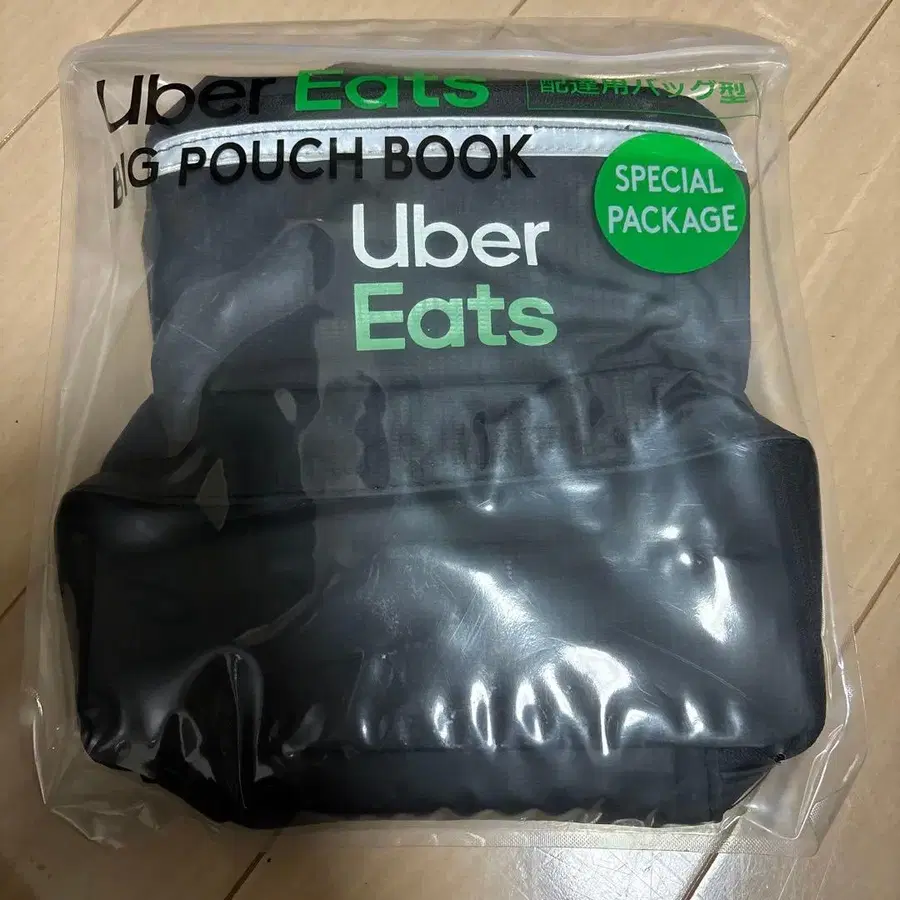 Uber Eats 配達用バッグ型
BIG POUCH BOOK
SPECIAL
PACKAGE
Uber
Eats